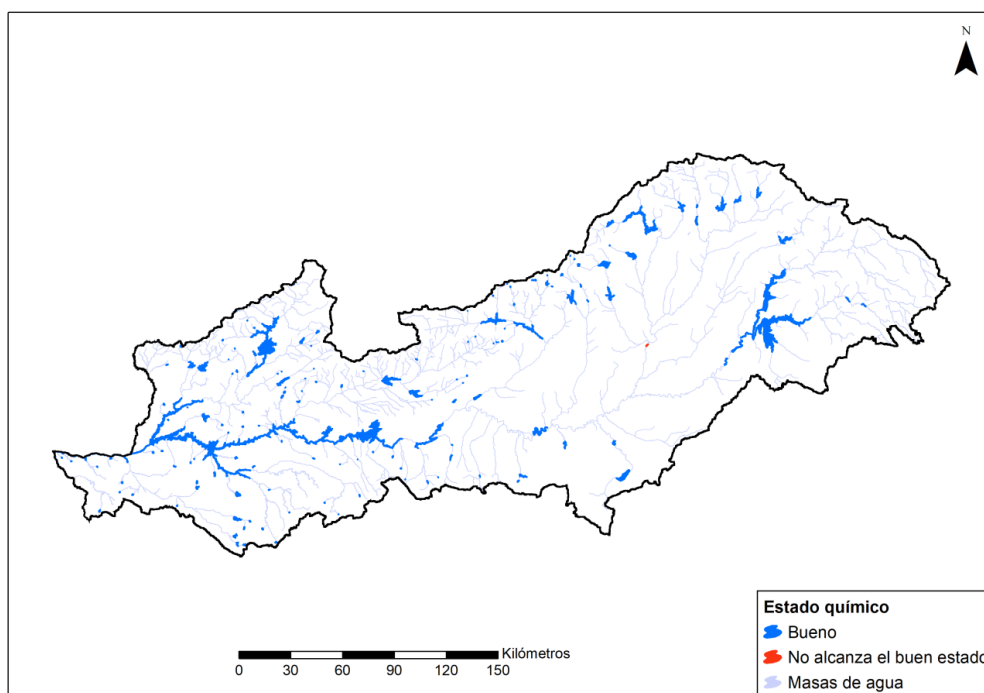 N
Estado químico
Bueno
No alcanza el buen estado
Masas de agua
Kilómetros
0 30 60 90 120 150